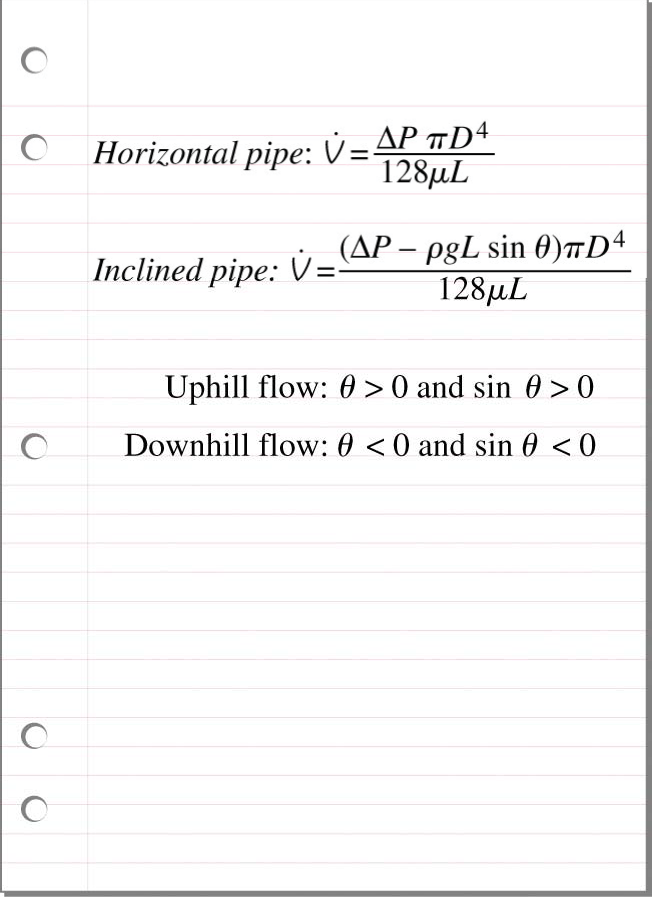 Horizontal pipe: V̇ = ΔP πD⁴ / 128μL
Inclined pipe: V̇ = (ΔP – ρgL sin θ)πD⁴ / 128μL
Uphill flow: θ > 0 and sin θ > 0
Downhill flow: θ < 0 and sin θ < 0